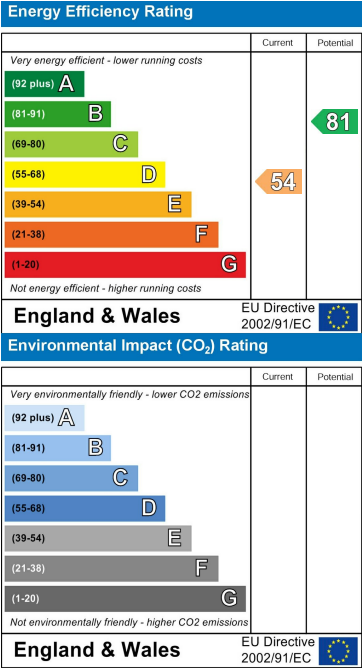 Energy Efficiency Rating
Current Potential
Very energy efficient - lower running costs
(92 plus) A
(81-91) B
81
(69-80) C
(55-68) D
54
(39-54) E
(21-38) F
(1-20) G
Not energy efficient - higher running costs
England & Wales
EU Directive
2002/91/EC
Environmental Impact (CO₂) Rating
Current Potential
Very environmentally friendly - lower CO2 emissions
(92 plus) A
(81-91) B
(69-80) C
(55-68) D
(39-54) E
(21-38) F
(1-20) G
Not environmentally friendly - higher CO2 emissions
England & Wales
EU Directive
2002/91/EC